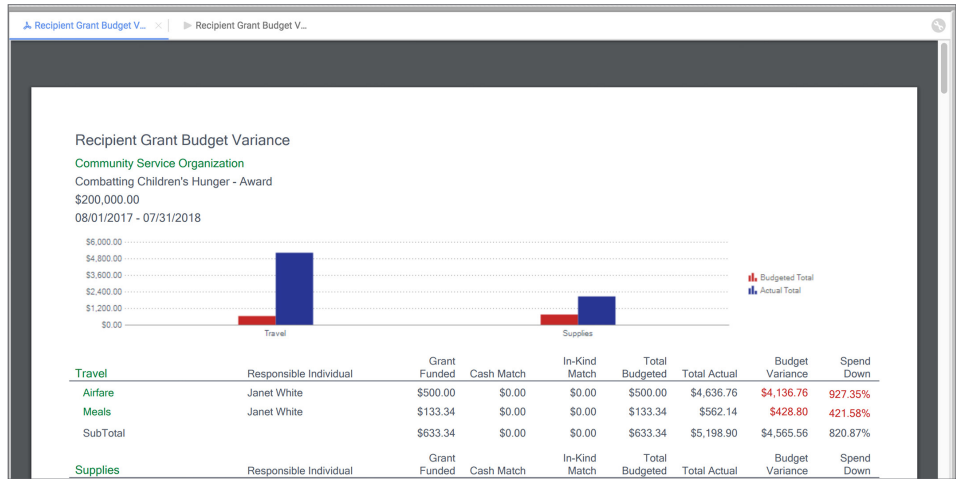 Recipient Grant Budget V... Recipient Grant Budget V...
Recipient Grant Budget Variance
Community Service Organization
Combatting Children's Hunger - Award
$200,000.00
08/01/2017 - 07/31/2018
$6,000.00
$4,800.00
$3,600.00
$2,400.00
$1,200.00
$0.00
Travel Supplies
Budgeted Total
Actual Total
Travel Responsible Individual Grant Funded Cash Match In-Kind Match Total Budgeted Total Actual Budget Variance Spend Down
Airfare Janet White $500.00 $0.00 $0.00 $500.00 $4,636.76 $4,136.76 927.35%
Meals Janet White $133.34 $0.00 $0.00 $133.34 $562.14 $428.80 421.58%
SubTotal $633.34 $0.00 $0.00 $633.34 $5,198.90 $4,565.56 820.87%
Supplies Responsible Individual Grant Funded Cash Match In-Kind Match Total Budgeted Total Actual Budget Variance Spend Down